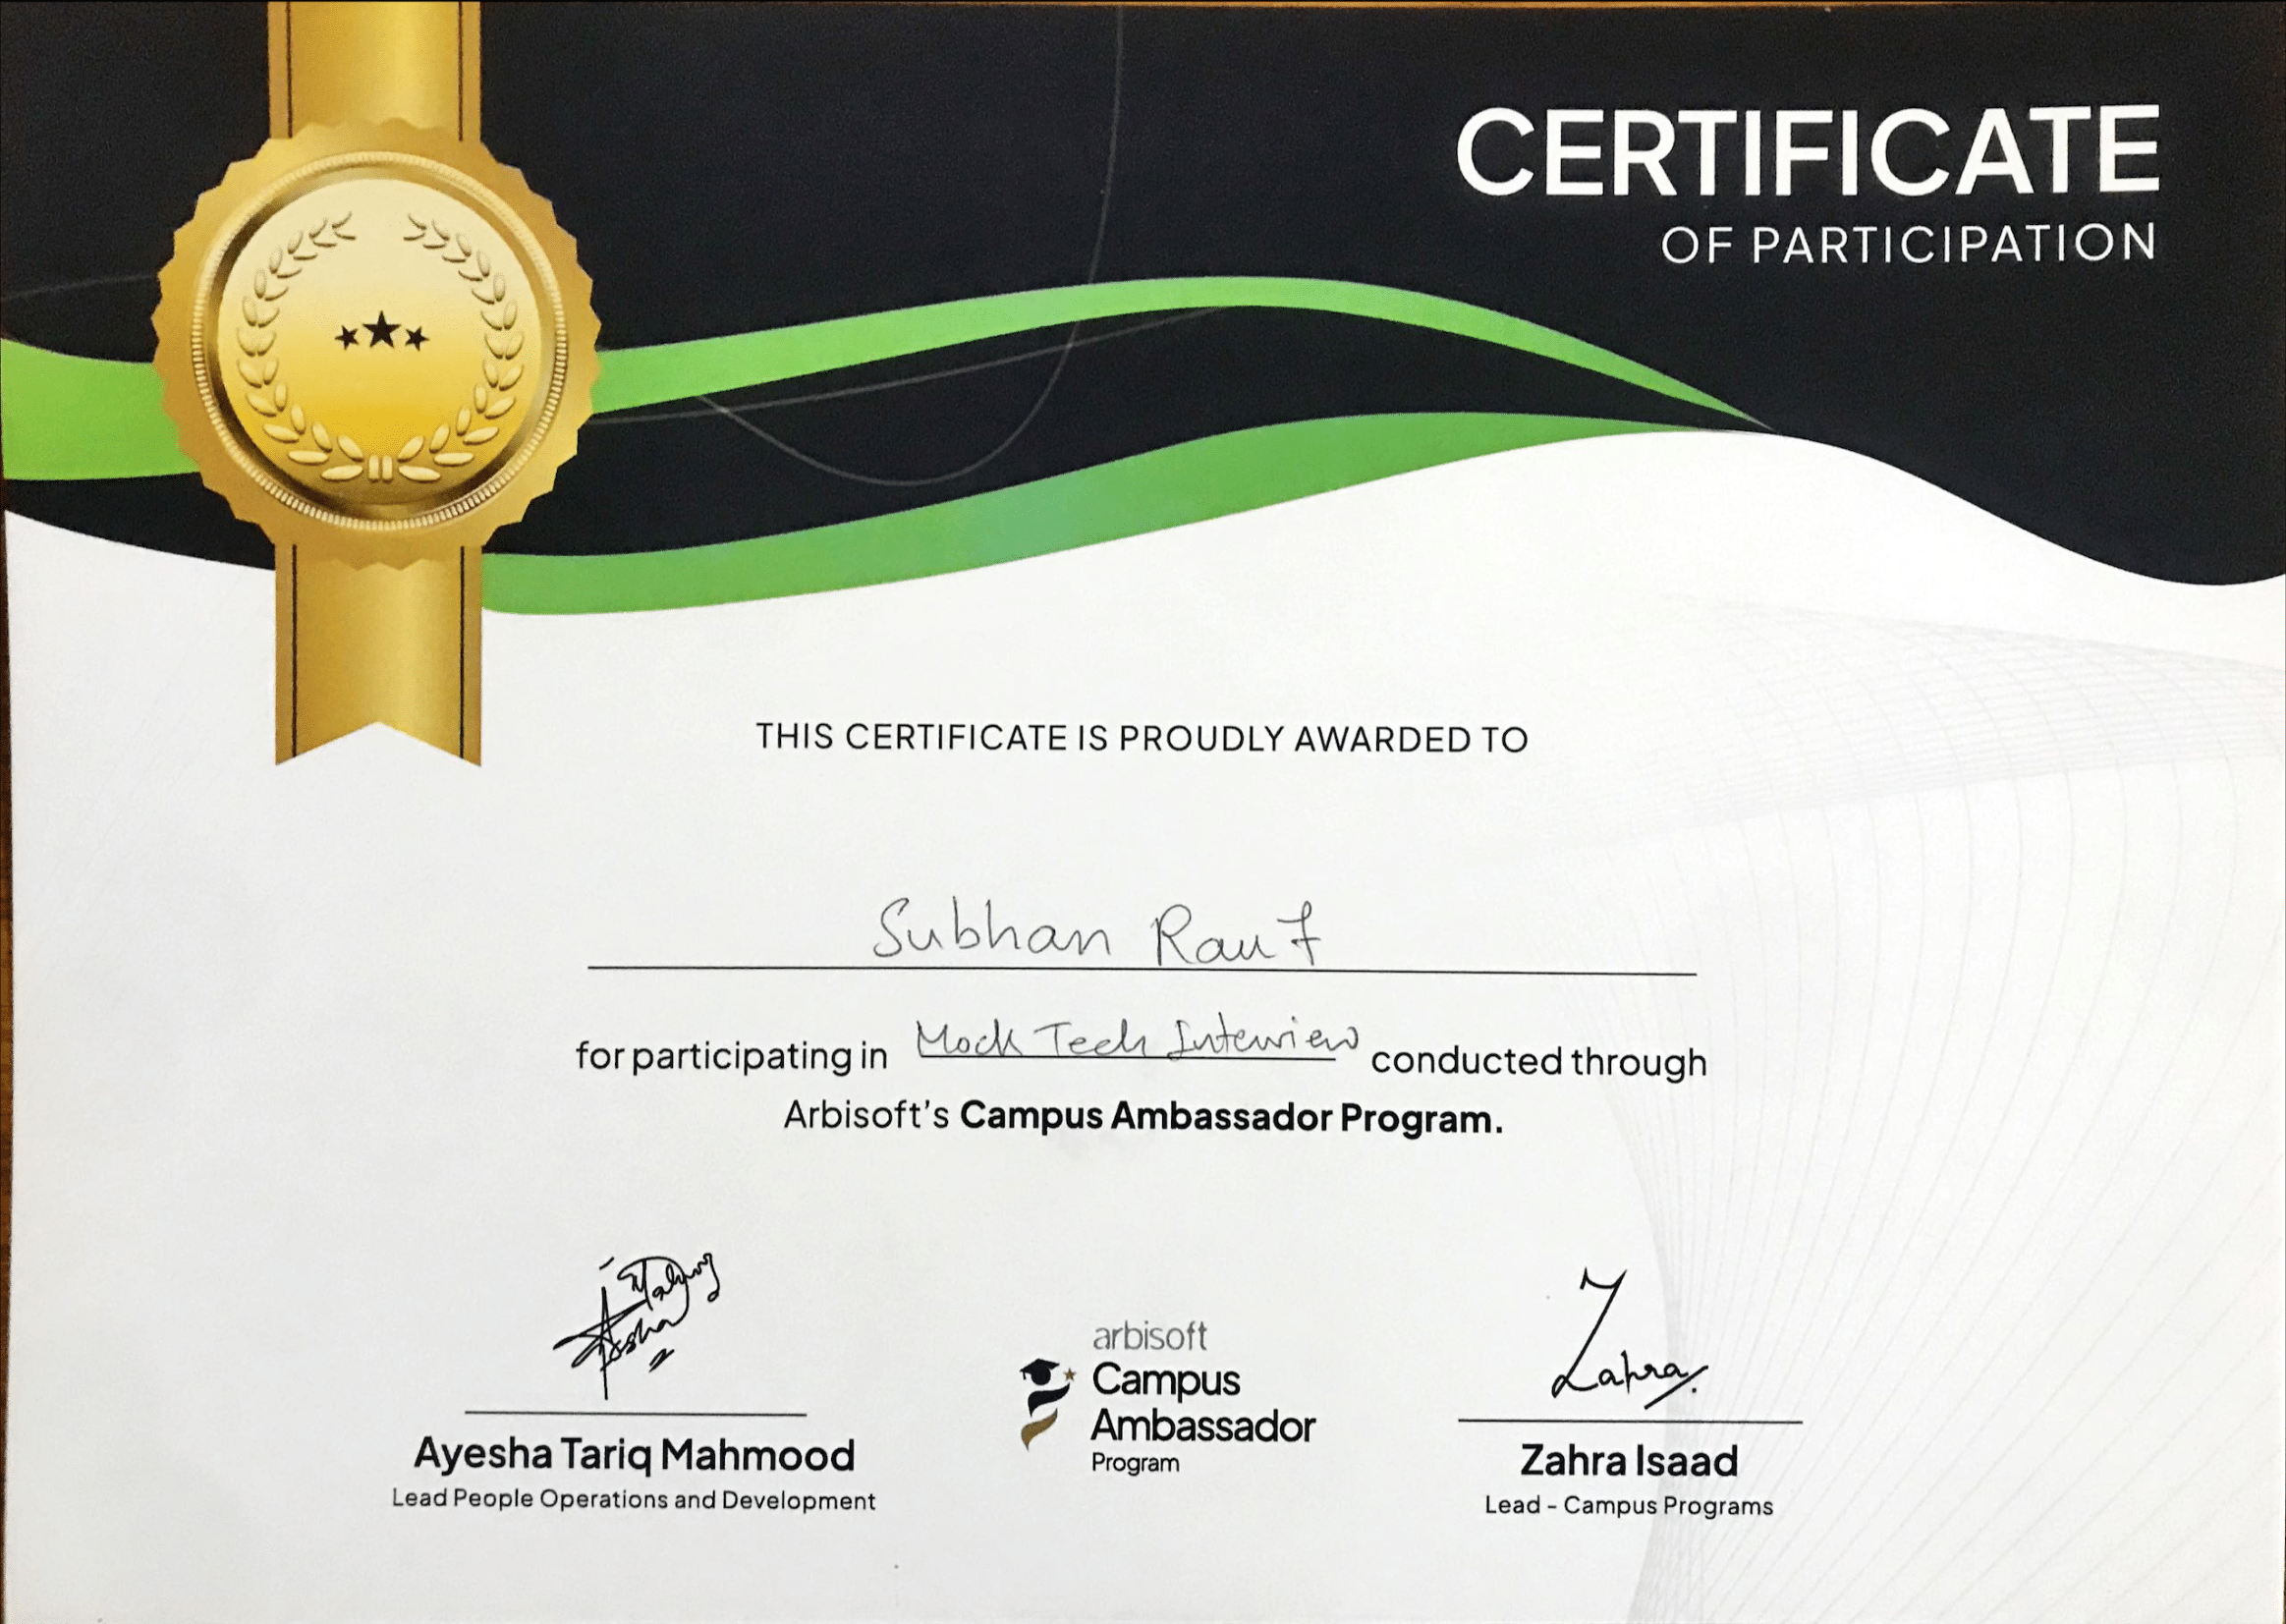 CERTIFICATE
OF PARTICIPATION
THIS CERTIFICATE IS PROUDLY AWARDED TO
Subhan Rauf
for participating in Mock Tech Interview conducted through
Arbisoft's Campus Ambassador Program.
Ayesha Tariq Mahmood
Lead People Operations and Development
arbisoft
Campus
Ambassador
Program
Zahra
Zahra Isaad
Lead - Campus Programs